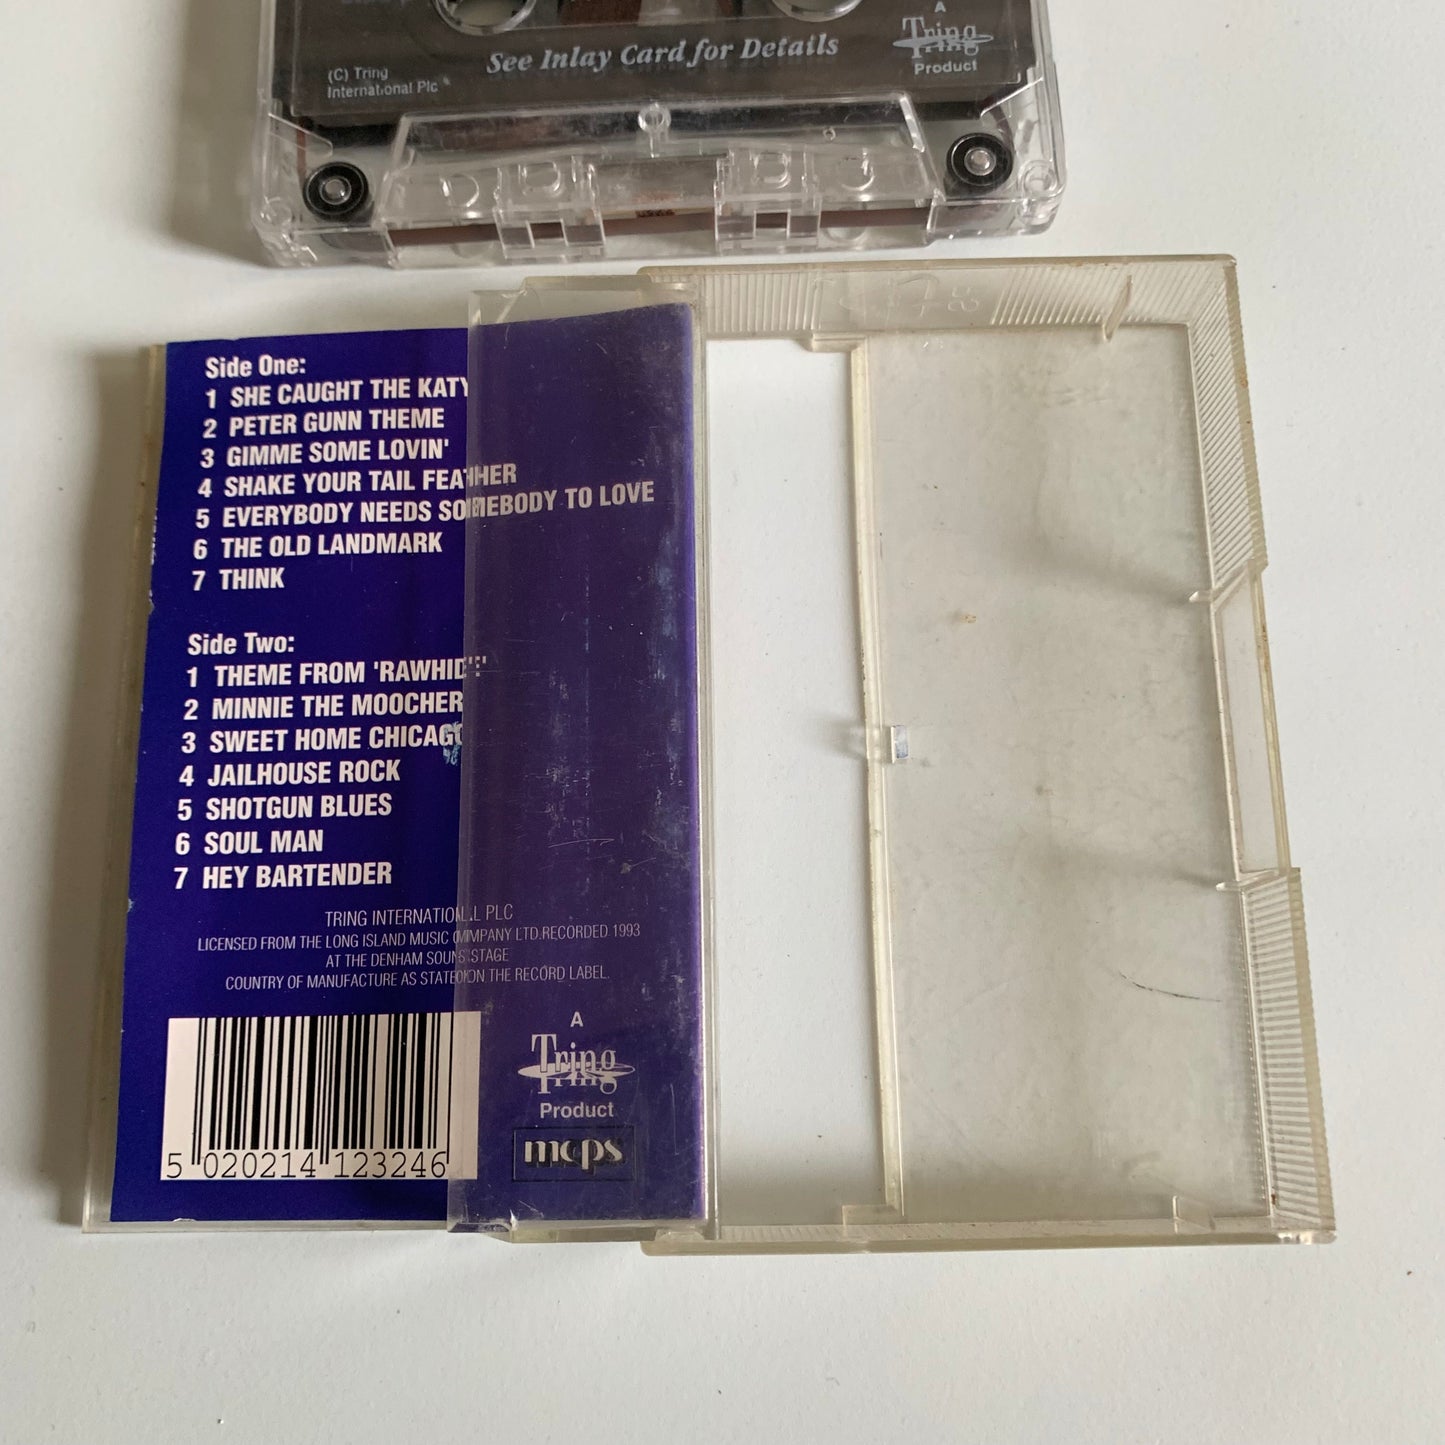 A
Tring
Product
See Inlay Card for Details
(C) Tring
International Plc
Side One:
1 SHE CAUGHT THE KATY
2 PETER GUNN THEME
3 GIMME SOME LOVIN'
4 SHAKE YOUR TAIL FEATHER
5 EVERYBODY NEEDS SOMEBODY TO LOVE
6 THE OLD LANDMARK
7 THINK
Side Two:
1 THEME FROM 'RAWHIDE'
2 MINNIE THE MOOCHER
3 SWEET HOME CHICAGO
4 JAILHOUSE ROCK
5 SHOTGUN BLUES
6 SOUL MAN
7 HEY BARTENDER
TRING INTERNATIONAL PLC
LICENSED FROM THE LONG ISLAND MUSIC COMPANY LTD. RECORDED 1993
AT THE DENHAM SOUND STAGE
COUNTRY OF MANUFACTURE AS STATED ON THE RECORD LABEL.
5 020214 123246
A
Tring
Product
mcps